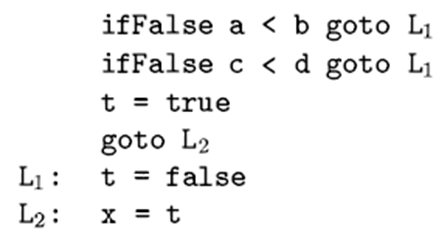 ifFalse a < b goto L₁
ifFalse c < d goto L₁
t = true
goto L₂
L₁: t = false
L₂: x = t